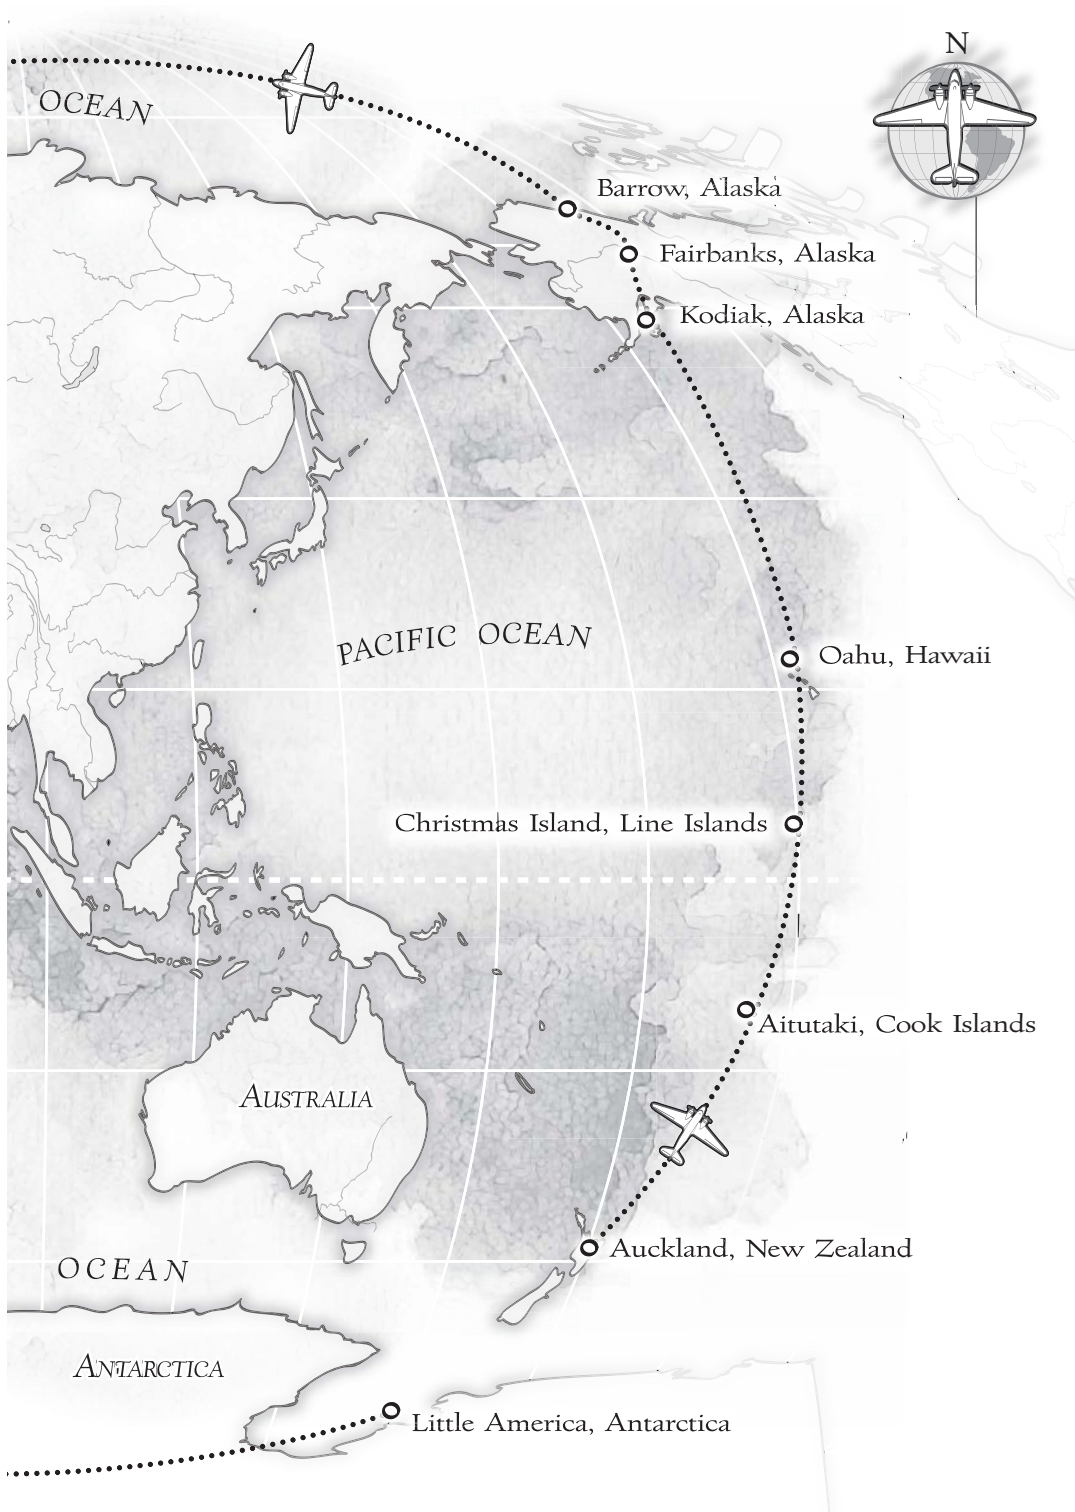 N
OCEAN
Barrow, Alaska
Fairbanks, Alaska
Kodiak, Alaska
PACIFIC OCEAN
Oahu, Hawaii
Christmas Island, Line Islands
Aitutaki, Cook Islands
AUSTRALIA
Auckland, New Zealand
OCEAN
ANTARCTICA
Little America, Antarctica